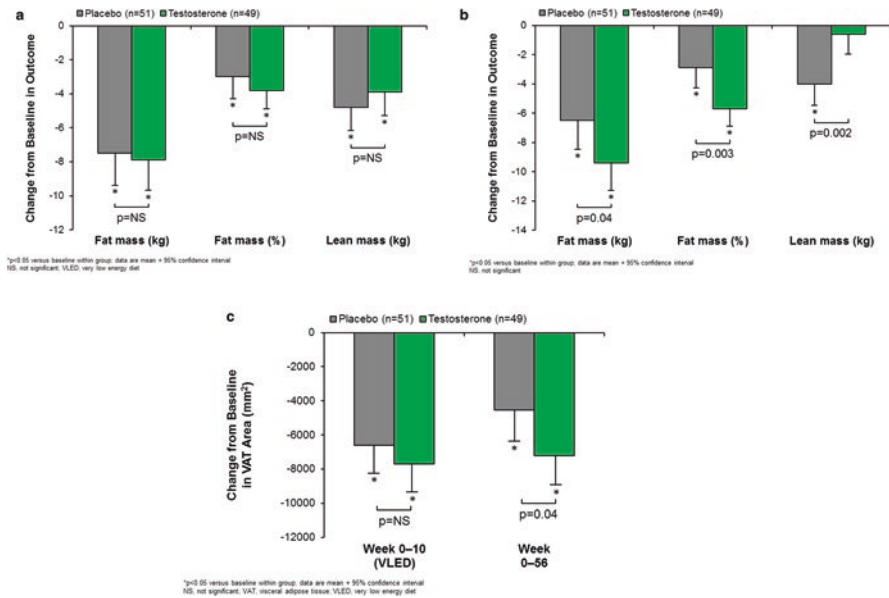 a
Placebo (n=51) Testosterone (n=49)
Change from Baseline in Outcome
0
-2
-4
-6
-8
-10
-12
* * * * * *
p=NS
p=NS
p=NS
Fat mass (kg) Fat mass (%) Lean mass (kg)
*p<0.05 versus baseline within group; data are mean + 95% confidence interval
NS, not significant; VLED, very low energy diet
b
Placebo (n=51) Testosterone (n=49)
Change from Baseline in Outcome
0
-2
-4
-6
-8
-10
-12
-14
* * * * *
p=0.04
p=0.003
p=0.002
Fat mass (kg) Fat mass (%) Lean mass (kg)
*p<0.05 versus baseline within group; data are mean + 95% confidence interval
NS, not significant
c
Placebo (n=51) Testosterone (n=49)
Change from Baseline
in VAT Area (mm²)
0
-2000
-4000
-6000
-8000
-10000
-12000
* * * *
p=NS
p=0.04
Week 0–10
(VLED)
Week
0–56
*p<0.05 versus baseline within group, data are mean + 95% confidence interval
NS, not significant, VAT, visceral adipose tissue; VLED, very low energy diet